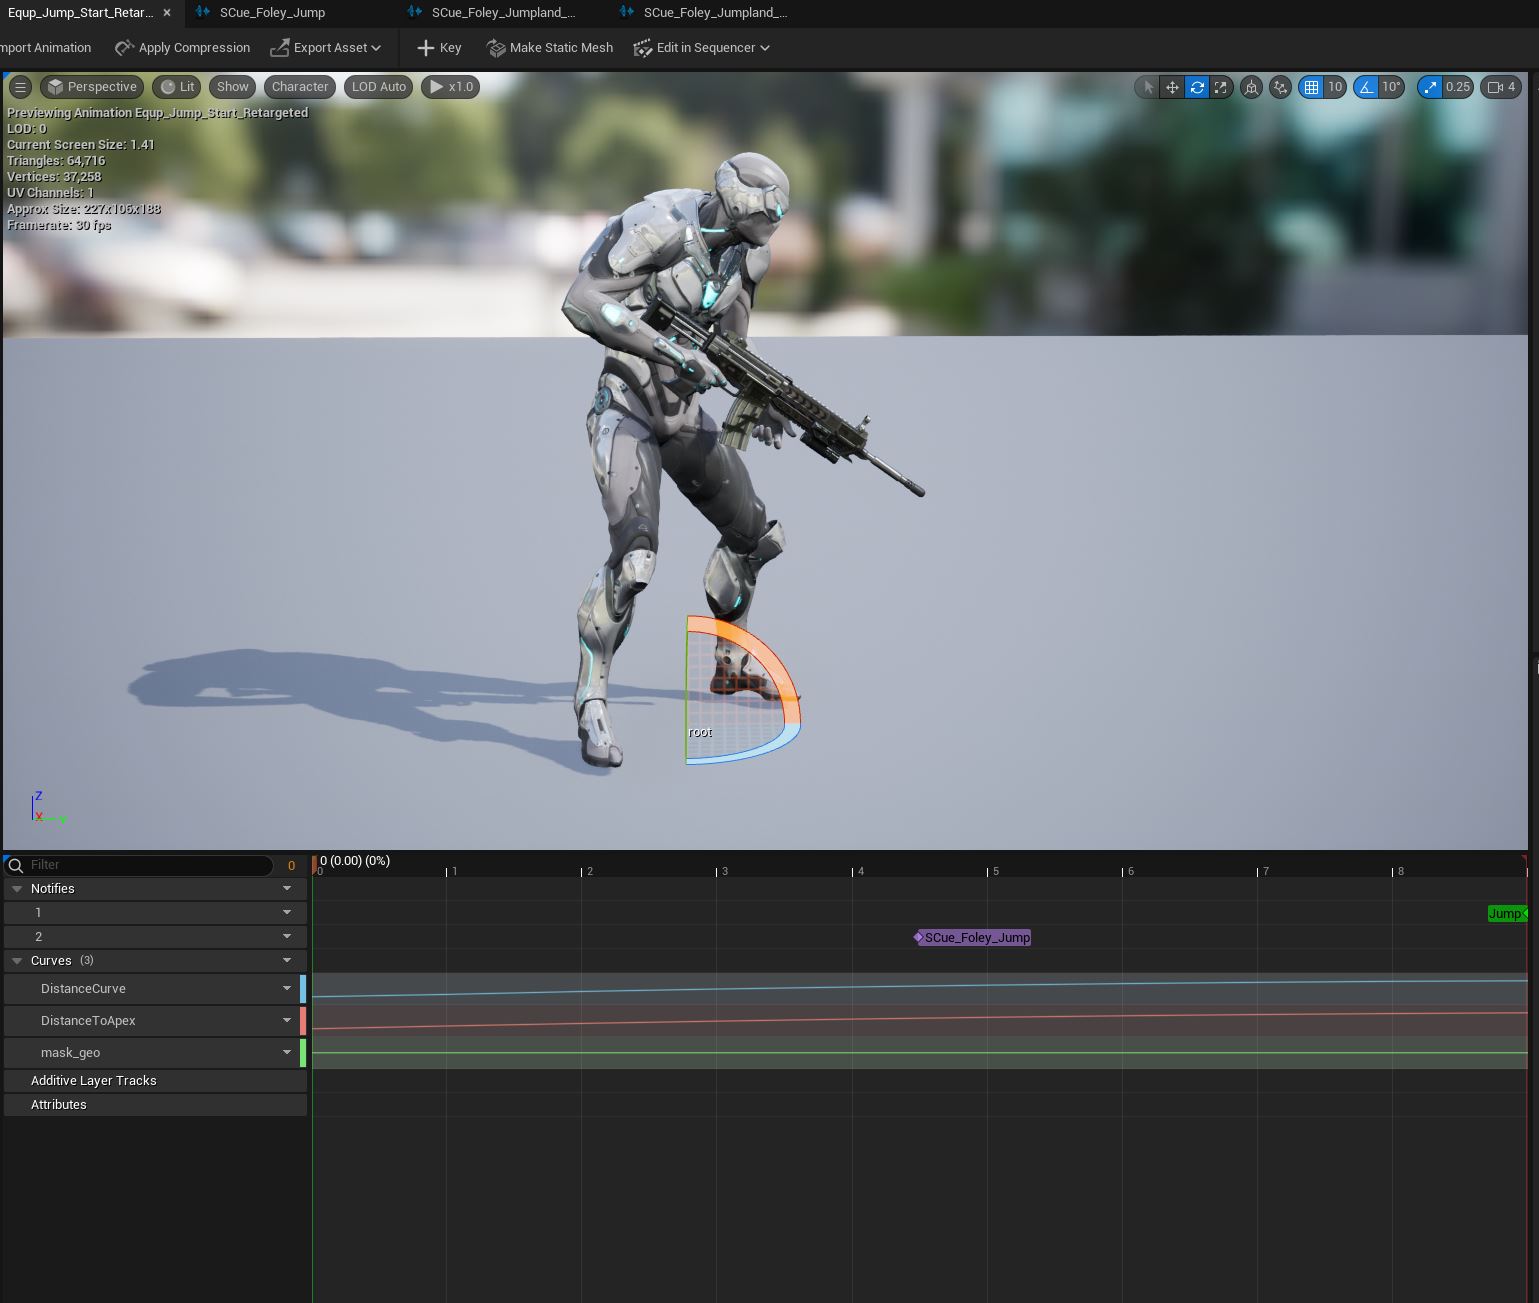 Equp_Jump_Start_Retar... ×
SCue_Foley_Jump
SCue_Foley_Jumpland_...
SCue_Foley_Jumpland_...
mport Animation
Apply Compression
Export Asset
Key
Make Static Mesh
Edit in Sequencer
Perspective
Lit
Show
Character
LOD Auto
x1.0
10
10°
0.25
4
Previewing Animation Equp_Jump_Start_Retargeted
LOD: 0
Current Screen Size: 1.41
Triangles: 64,716
Vertices: 37,258
UV Channels: 1
Approx Size: 227x106x188
Framerate: 30 fps
root
Z
X
Y
Filter
0
0 (0.00) (0%)
0 1 2 3 4 5 6 7 8
Notifies
1
Jump
2
SCue_Foley_Jump
Curves (3)
DistanceCurve
DistanceToApex
mask_geo
Additive Layer Tracks
Attributes